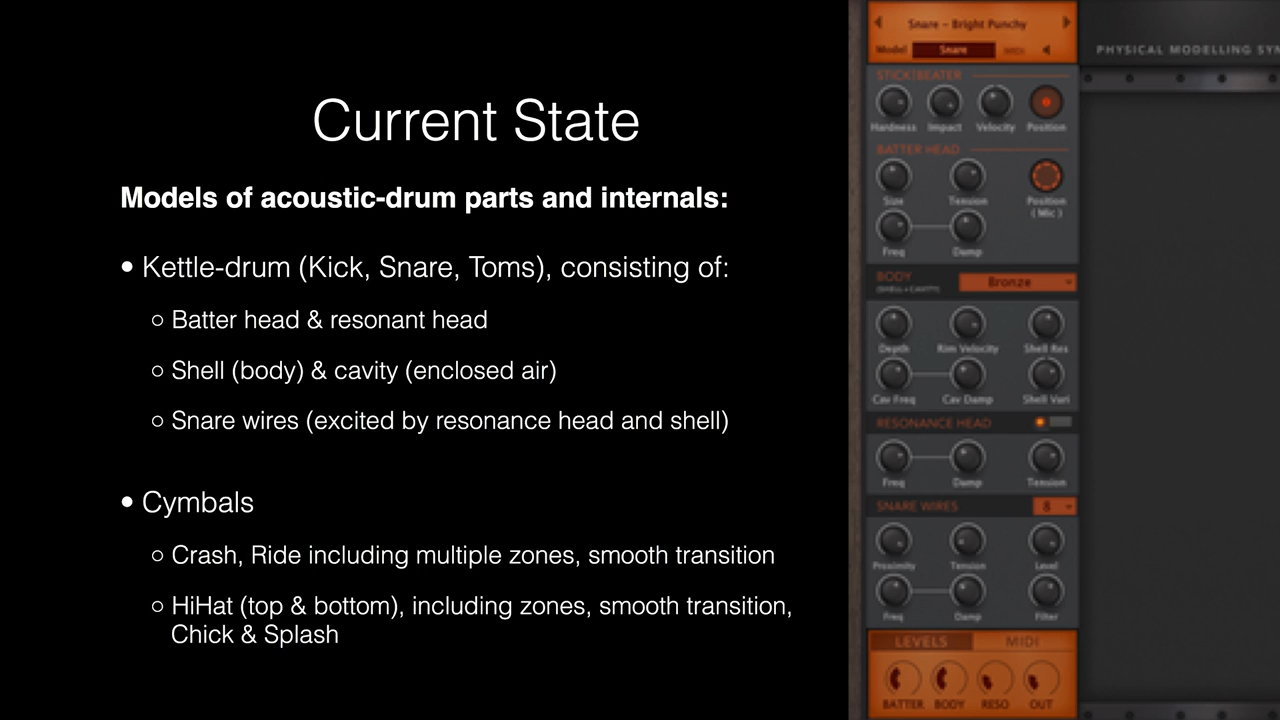 Current State
Models of acoustic-drum parts and internals:
• Kettle-drum (Kick, Snare, Toms), consisting of:
○ Batter head & resonant head
○ Shell (body) & cavity (enclosed air)
○ Snare wires (excited by resonance head and shell)
• Cymbals
○ Crash, Ride including multiple zones, smooth transition
○ HiHat (top & bottom), including zones, smooth transition,
Chick & Splash
Snare – Bright Punchy
Model Snare MIDI
PHYSICAL MODELLING SYN
STICK|BEATER
Hardness Impact Velocity Position
BATTER HEAD
Size Tension Position
(Mic)
Freq Damp
BODY Bronze
(SHELL + CAVITY)
Depth Rim Velocity Shell Res
Cav Freq Cav Damp Shell Vari
RESONANCE HEAD
Freq Damp Tension
SNARE WIRES 8
Proximity Tension Level
Freq Damp Filter
LEVELS MIDI
BATTER BODY RESO OUT